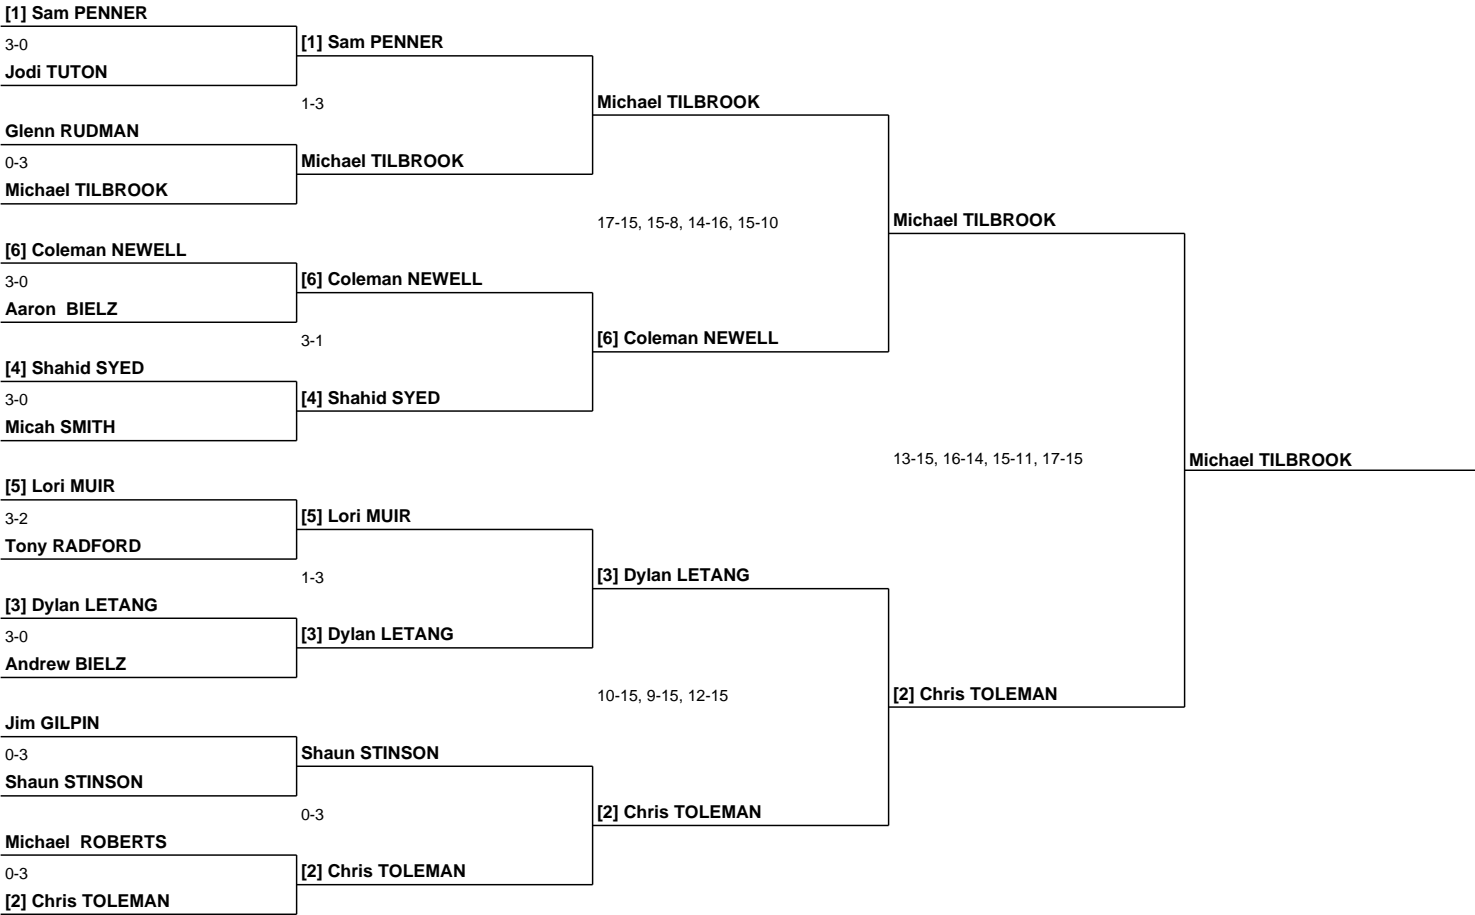 [1] Sam PENNER
3-0
Jodi TUTON
Glenn RUDMAN
0-3
Michael TILBROOK
[6] Coleman NEWELL
3-0
Aaron  BIELZ
[4] Shahid SYED
3-0
Micah SMITH
[5] Lori MUIR
3-2
Tony RADFORD
[3] Dylan LETANG
3-0
Andrew BIELZ
Jim GILPIN
0-3
Shaun STINSON
Michael  ROBERTS
0-3
[2] Chris TOLEMAN
[1] Sam PENNER
1-3
Michael TILBROOK
[6] Coleman NEWELL
3-1
[4] Shahid SYED
[5] Lori MUIR
1-3
[3] Dylan LETANG
Shaun STINSON
0-3
[2] Chris TOLEMAN
Michael TILBROOK
17-15, 15-8, 14-16, 15-10
[6] Coleman NEWELL
[3] Dylan LETANG
10-15, 9-15, 12-15
[2] Chris TOLEMAN
Michael TILBROOK
13-15, 16-14, 15-11, 17-15
[2] Chris TOLEMAN
Michael TILBROOK